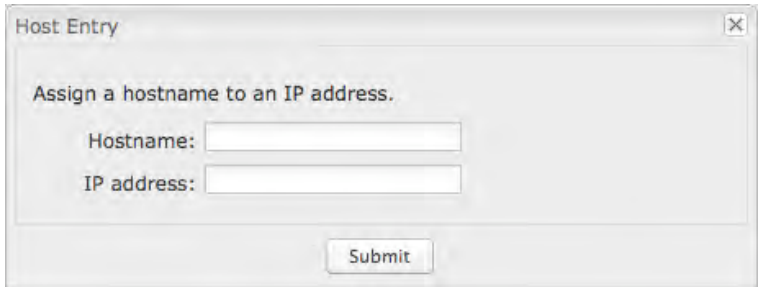 Host Entry
Assign a hostname to an IP address.
Hostname:
IP address:
Submit